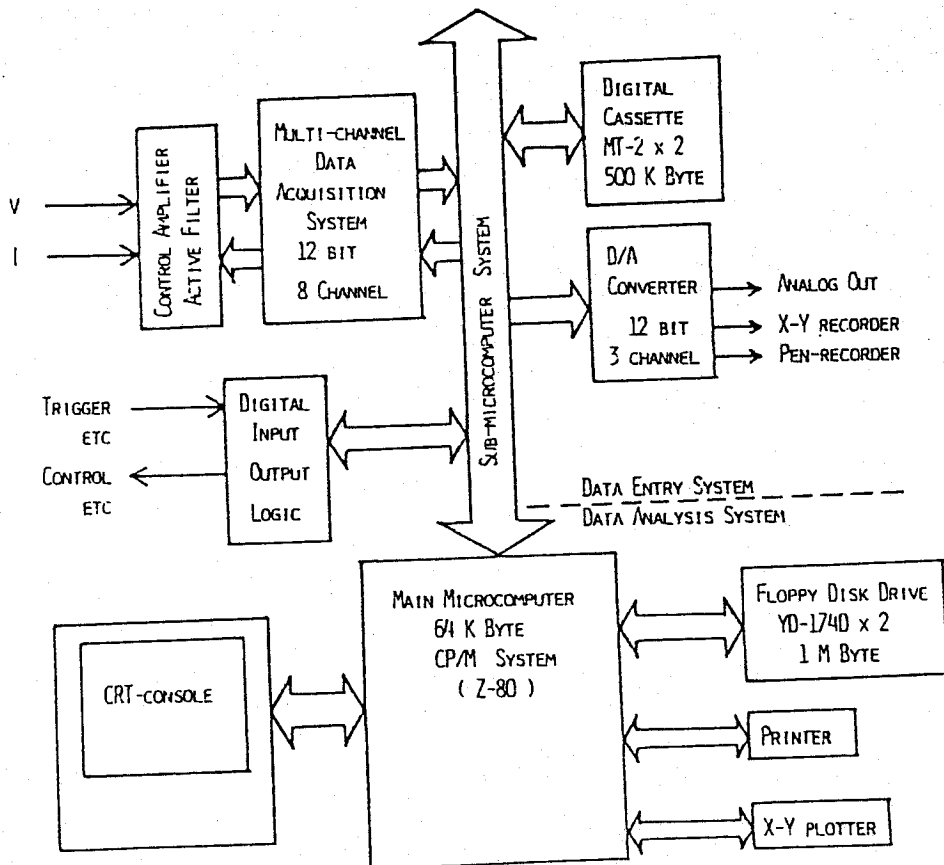 V
I
CONTROL AMPLIFIER
ACTIVE FILTER
MULTI-CHANNEL
DATA
ACQUISITION
SYSTEM
12 BIT
8 CHANNEL
SUB-MICROCOMPUTER SYSTEM
DIGITAL
CASSETTE
MT-2 x 2
500 K BYTE
D/A
CONVERTER
12 BIT
3 CHANNEL
ANALOG OUT
X-Y RECORDER
PEN-RECORDER
TRIGGER
ETC
CONTROL
ETC
DIGITAL
INPUT
OUTPUT
LOGIC
DATA ENTRY SYSTEM
DATA ANALYSIS SYSTEM
MAIN MICROCOMPUTER
64 K BYTE
CP/M SYSTEM
( Z-80 )
CRT-CONSOLE
FLOPPY DISK DRIVE
YD-174D x 2
1 M BYTE
PRINTER
X-Y PLOTTER